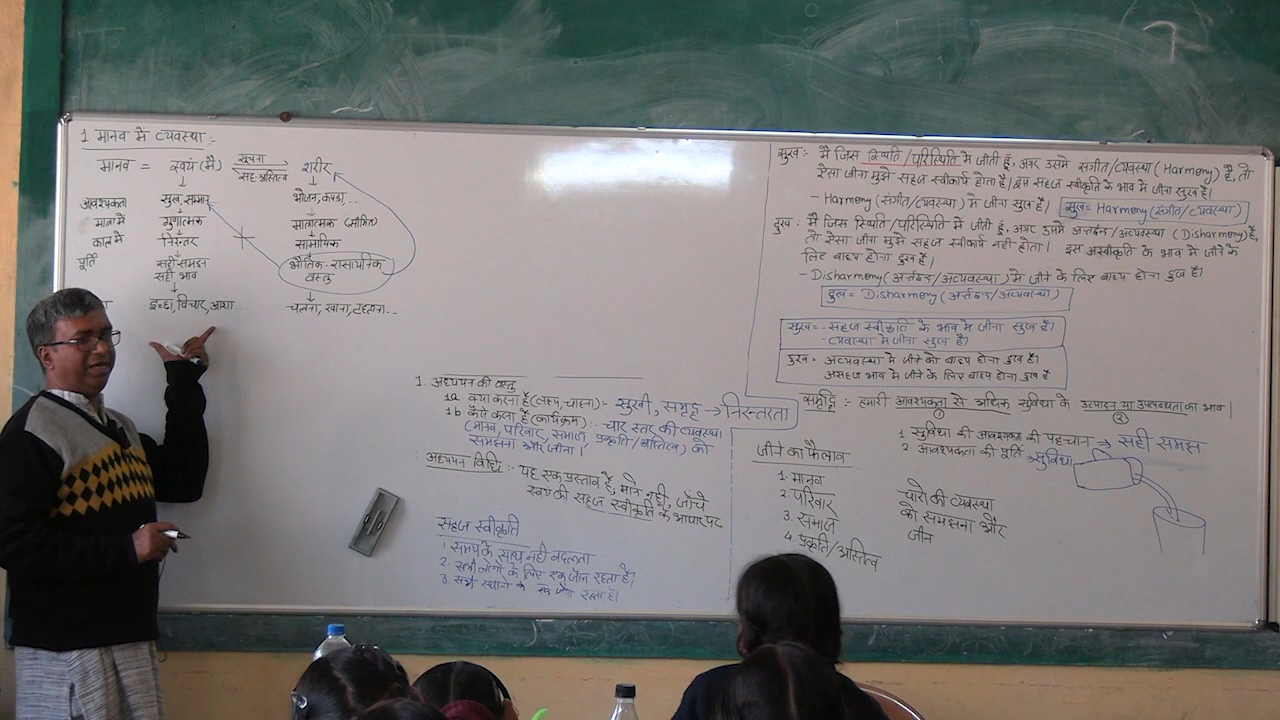 1 मानव में व्यवस्था :-
मानव = स्वयं (मैं) सूचना सह-अस्तित्व शरीर
आवश्यकता सुख, सम्मान भोजन, कपड़ा, ...
मात्रा में गुणात्मक मात्रात्मक (सीमित)
काल में निरन्तर सामायिक
पूर्ति सही समझ भौतिक-रासायनिक
सही भाव वस्तु
इच्छा, विचार, आशा... चलना, खाना, टहलना...
1. अध्ययन की वस्तु
1a क्या करना है (लक्ष्य, चाहना) :- सुखी, समृद्ध → निरंतरता
1b कैसे करना है (कार्यक्रम) :- चार स्तर की व्यवस्था
(मानव, परिवार, समाज, प्रकृति/अस्तित्व) को
समझना और जीना।
अध्ययन विधि :- यह एक प्रस्ताव है, माने नहीं, जाँचे
स्वयं की सहज स्वीकृति के आधार पर
सहज स्वीकृति
1. समय के साथ नही बदलता
2. सभी लोगों के लिए एक जैसा रहता है।
3. सभी स्थानों के एक जैसा रहता है।
सुख :- मैं जिस स्थिति/परिस्थिति में जीती हूँ, अगर उसमें संगीत/व्यवस्था (Harmony) है, तो
ऐसा जीना मुझे सहज स्वीकार्य होता है। इस सहज स्वीकृति के भाव में जीना सुख है।
- Harmony (संगीत/व्यवस्था) में जीना सुख है। सुख = Harmony (संगीत/व्यवस्था)
दुःख : मैं जिस स्थिति/परिस्थिति में जीती हूँ, अगर उसमें अन्तर्द्वन्द/अव्यवस्था (Disharmony) है,
तो ऐसा जीना मुझे सहज स्वीकार्य नहीं होता। इस अस्वीकृति के भाव में जीने के
लिए बाध्य होना दुःख है।
- Disharmony (अन्तर्द्वन्द/अव्यवस्था) में जीने के लिए बाध्य होना दुःख है।
दुःख = Disharmony (अन्तर्द्वन्द/अव्यवस्था)
सुख = - सहज स्वीकृति के भाव में जीना सुख है।
- व्यवस्था में जीना सुख है।
दुःख = अव्यवस्था में जीने को बाध्य होना दुःख है।
असहज भाव में जीने के लिए बाध्य होना दुःख है
समृद्धि :- हमारी आवश्यकता से अधिक सुविधा के उत्पादन या उपलब्धता का भाव।
① ②
1 सुविधा की आवश्यकता की पहचान → सही समझ
2 आवश्यकता की पूर्ति → सुविधा
जीने का फैलाव
1. मानव
2. परिवार चारों की व्यवस्था
3. समाज को समझना और
4. प्रकृति/अस्तित्व जीन